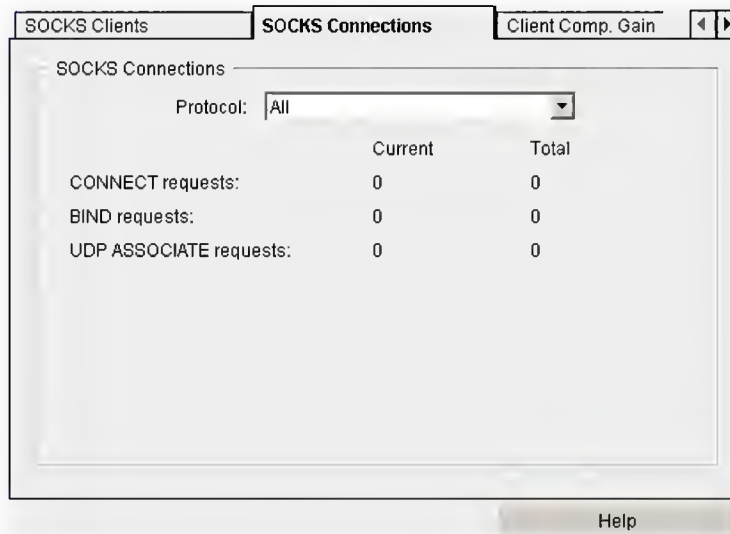 SOCKS Clients SOCKS Connections Client Comp. Gain
SOCKS Connections
Protocol: All
Current Total
CONNECT requests: 0 0
BIND requests: 0 0
UDP ASSOCIATE requests: 0 0
Help